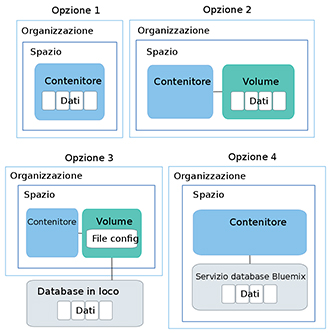 Opzione 1
Organizzazione
Spazio
Contenitore
Dati
Opzione 2
Organizzazione
Spazio
Contenitore
Volume
Dati
Opzione 3
Organizzazione
Spazio
Contenitore
Volume
File config
Database in loco
Dati
Opzione 4
Organizzazione
Spazio
Contenitore
Servizio database Bluemix
Dati